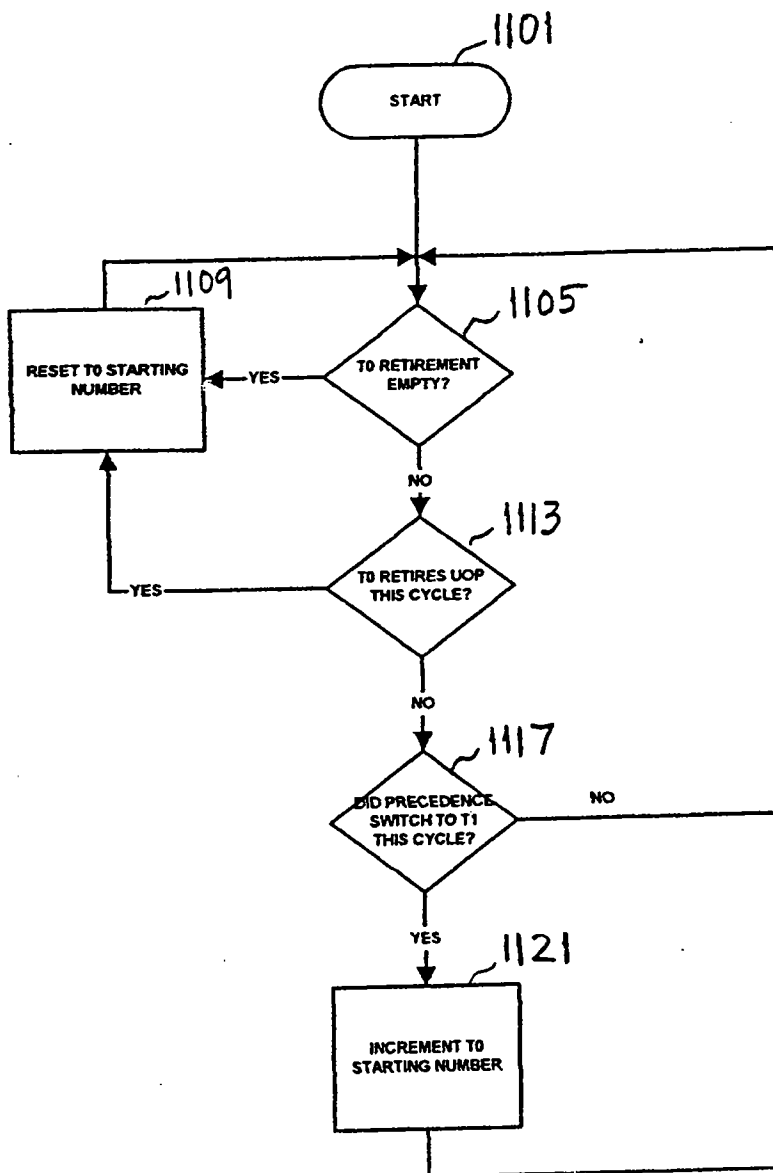 1101
START
1109
1105
RESET T0 STARTING
NUMBER
YES
T0 RETIREMENT
EMPTY?
NO
1113
YES
T0 RETIRES UOP
THIS CYCLE?
NO
1117
DID PRECEDENCE
SWITCH TO T1
THIS CYCLE?
NO
YES
1121
INCREMENT T0
STARTING NUMBER